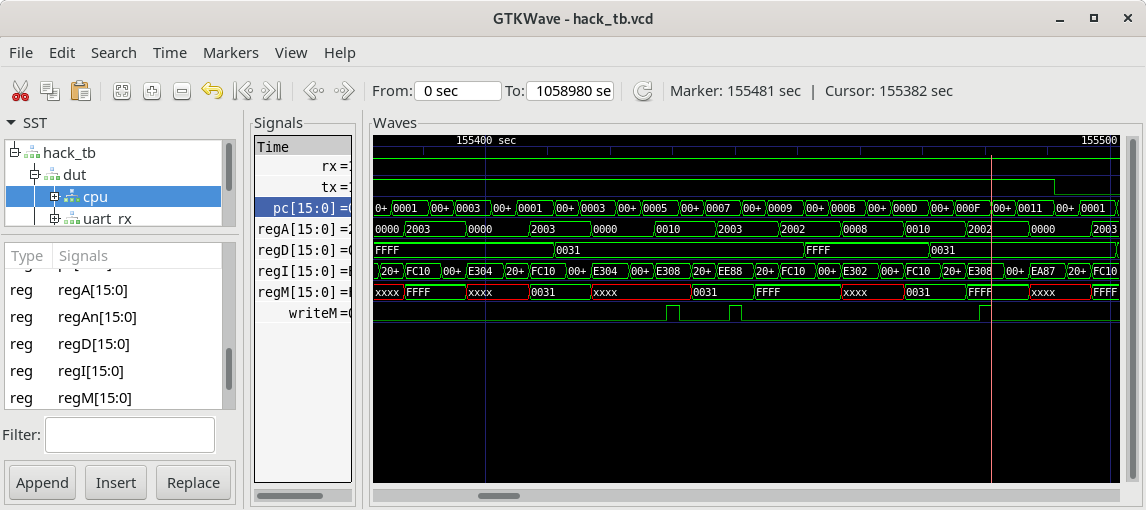 GTKWave - hack_tb.vcd
File Edit Search Time Markers View Help
From: 0 sec To: 1058980 se Marker: 155481 sec | Cursor: 155382 sec
SST
hack_tb
dut
cpu
uart_rx
Type Signals
reg regA[15:0]
reg regAn[15:0]
reg regD[15:0]
reg regI[15:0]
reg regM[15:0]
Filter:
Append Insert Replace
Signals
Time
rx =
tx =
pc[15:0] =
regA[15:0] =2
regD[15:0] =
regI[15:0] =
regM[15:0] =
writeM =
Waves
155400 sec 155500
0+ 0001 00+ 0003 00+ 0001 00+ 0003 00+ 0005 00+ 0007 00+ 0009 00+ 000B 00+ 000D 00+ 000F 00+ 0011 00+ 0001
0000 2003 0000 2003 0000 0010 2003 2002 0008 0010 2002 0000 2003
FFFF 0031 FFFF 0031
20+ FC10 00+ E304 20+ FC10 00+ E304 00+ E308 20+ EE88 20+ FC10 00+ E302 00+ FC10 20+ E308 00+ EA87 20+ FC10
xxxx FFFF xxxx 0031 xxxx 0031 FFFF xxxx 0031 FFFF xxxx FFFF